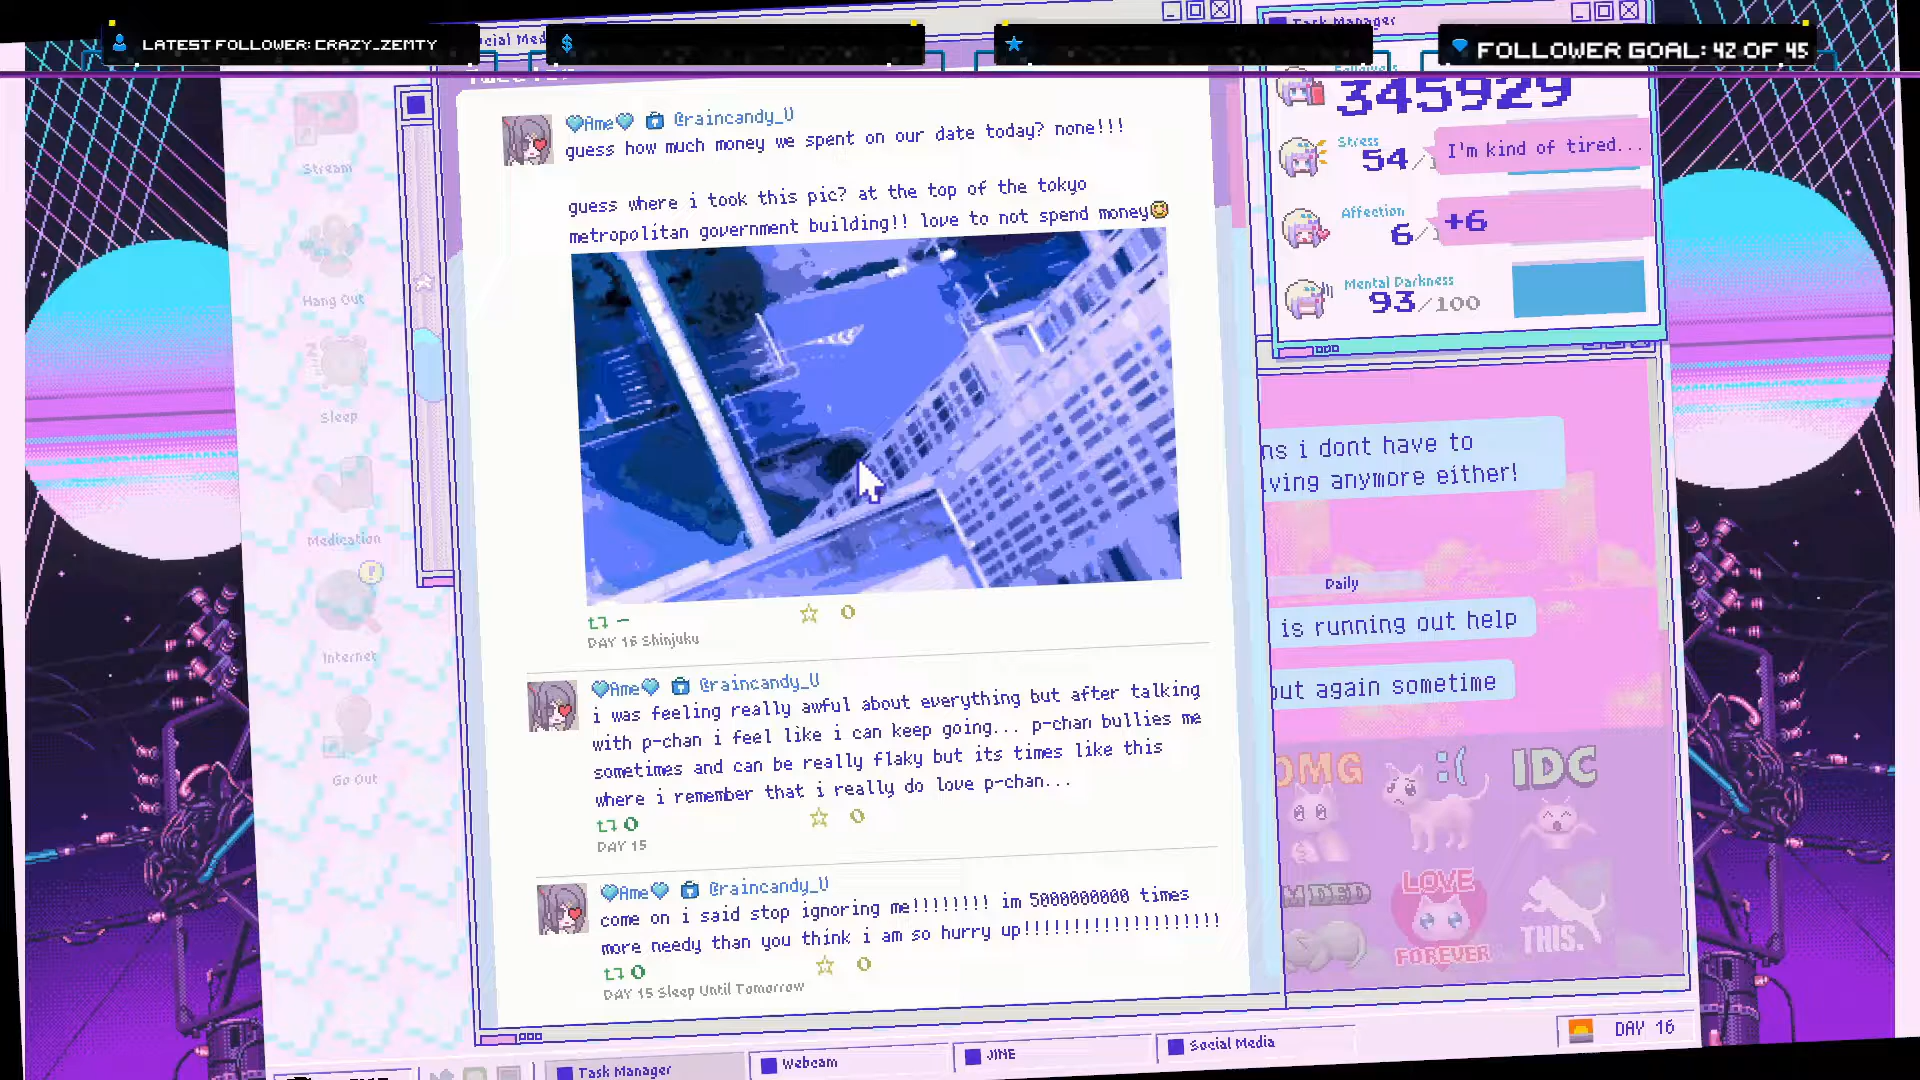 LATEST FOLLOWER: CRAZY_ZEMTY
FOLLOWER GOAL: 42 OF 45
Task Manager
Followers
345929
Stress
54/
I'm kind of tired...
Affection
6/
+6
Mental Darkness
93/100
Stream
Hang Out
Sleep
Medication
Internet
Go Out
Ame @raincandy_U
guess how much money we spent on our date today? none!!!
guess where i took this pic? at the top of the tokyo
metropolitan government building!! love to not spend money
DAY 16 Shinjuku
0
Ame @raincandy_U
i was feeling really awful about everything but after talking
with p-chan i feel like i can keep going... p-chan bullies me
sometimes and can be really flaky but its times like this
where i remember that i really do love p-chan...
0 0
DAY 15
Ame @raincandy_U
come on i said stop ignoring me!!!!!!!! im 5000000000 times
more needy than you think i am so hurry up!!!!!!!!!!!!!!!!!!!!
0 0
DAY 15 Sleep Until Tomorrow
i dont have to
anymore either!
Daily
is running out help
again sometime
OMG
:(
IDC
DED
LOVE
FOREVER
THIS.
Task Manager
Webcam
JINE
Social Media
DAY 16